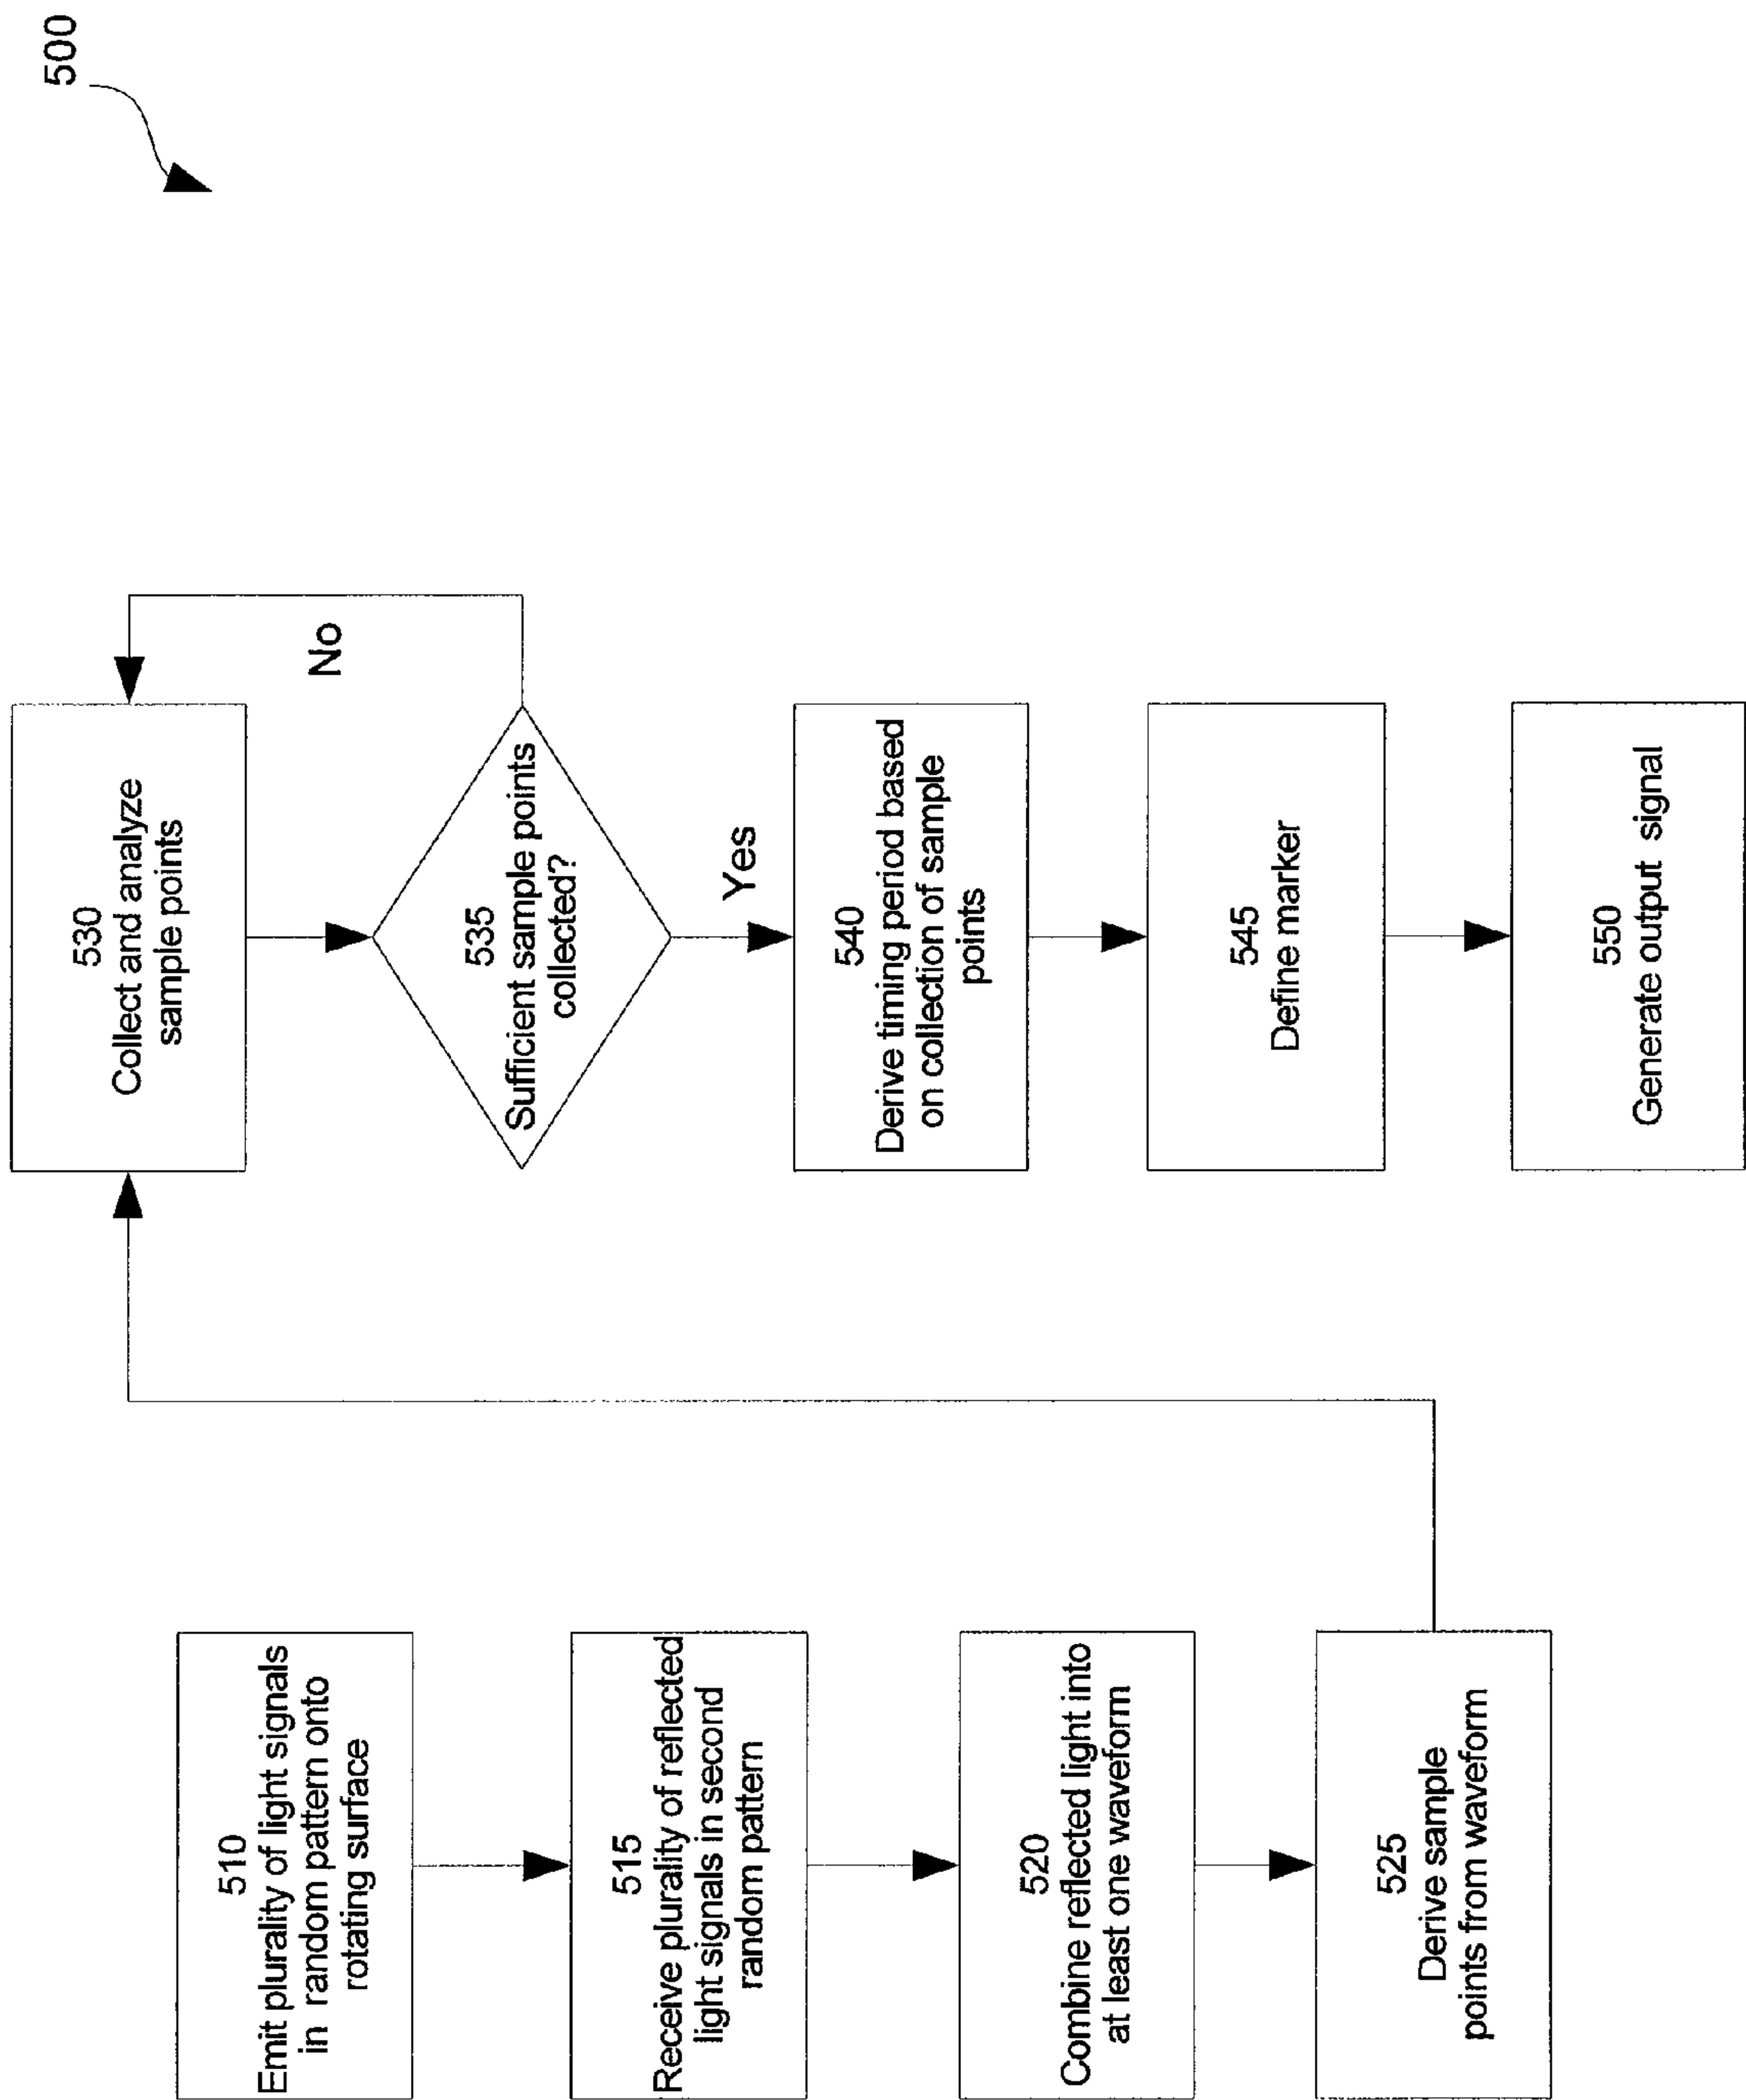 500
510
Emit plurality of light signals
in random pattern onto
rotating surface
515
Receive plurality of reflected
light signals in second
random pattern
520
Combine reflected light into
at least one waveform
525
Derive sample
points from waveform
530
Collect and analyze
sample points
No
535
Sufficient sample points
collected?
Yes
540
Derive timing period based
on collection of sample
points
545
Define marker
550
Generate output signal